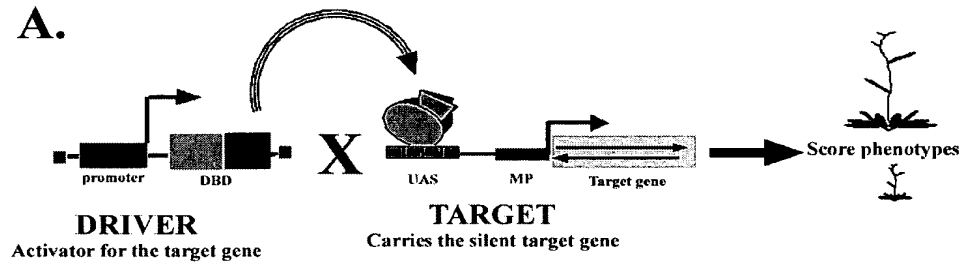 A.
X
promoter
DBD
UAS
MP
Target gene
Score phenotypes
DRIVER
Activator for the target gene
TARGET
Carries the silent target gene